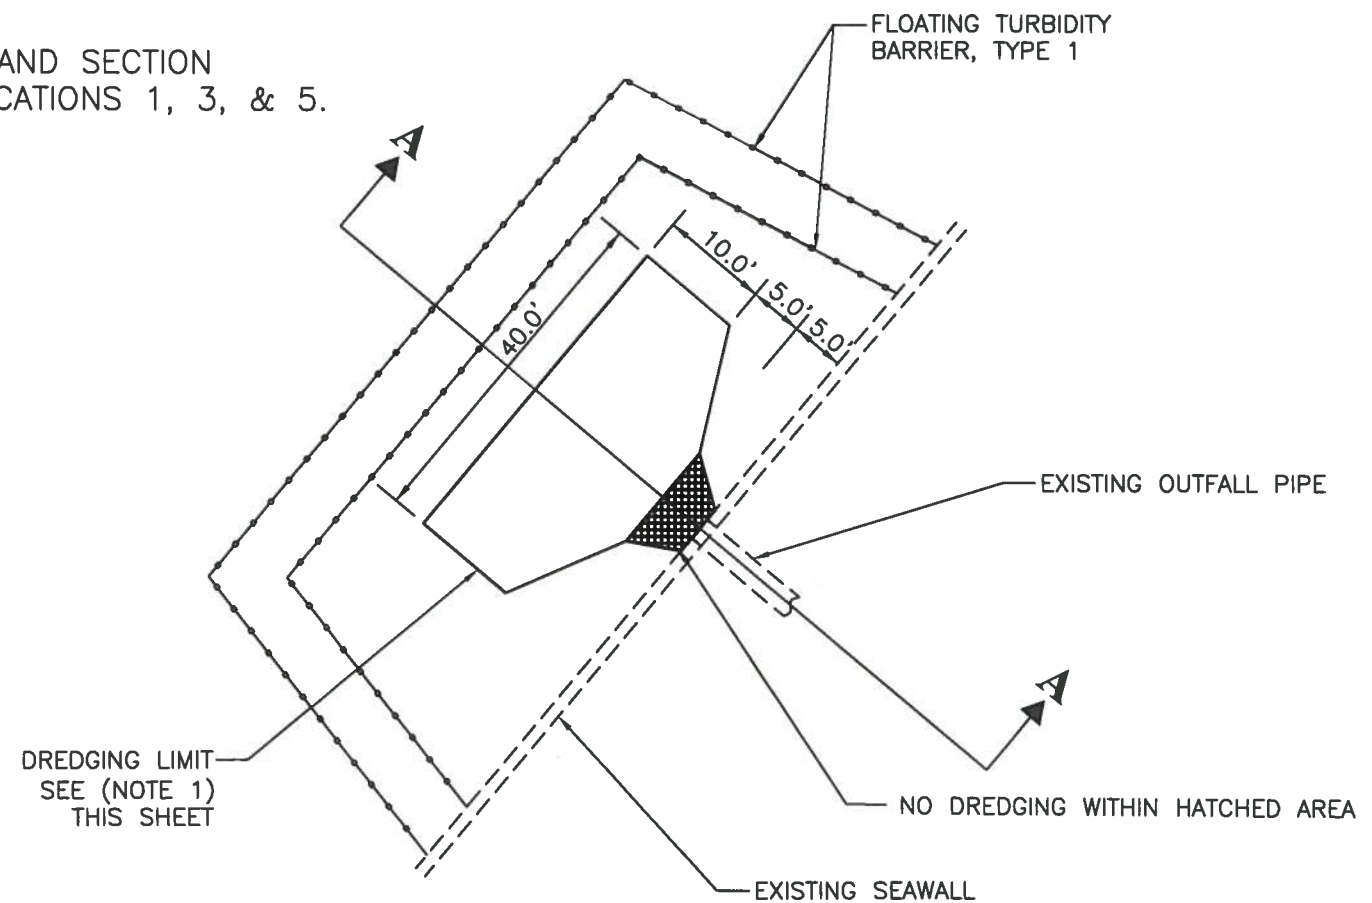 AND SECTION
CATIONS 1, 3, & 5.
FLOATING TURBIDITY
BARRIER, TYPE 1
A
10.0'
5.0'
5.0'
40.0'
EXISTING OUTFALL PIPE
A
DREDGING LIMIT
SEE (NOTE 1)
THIS SHEET
NO DREDGING WITHIN HATCHED AREA
EXISTING SEAWALL